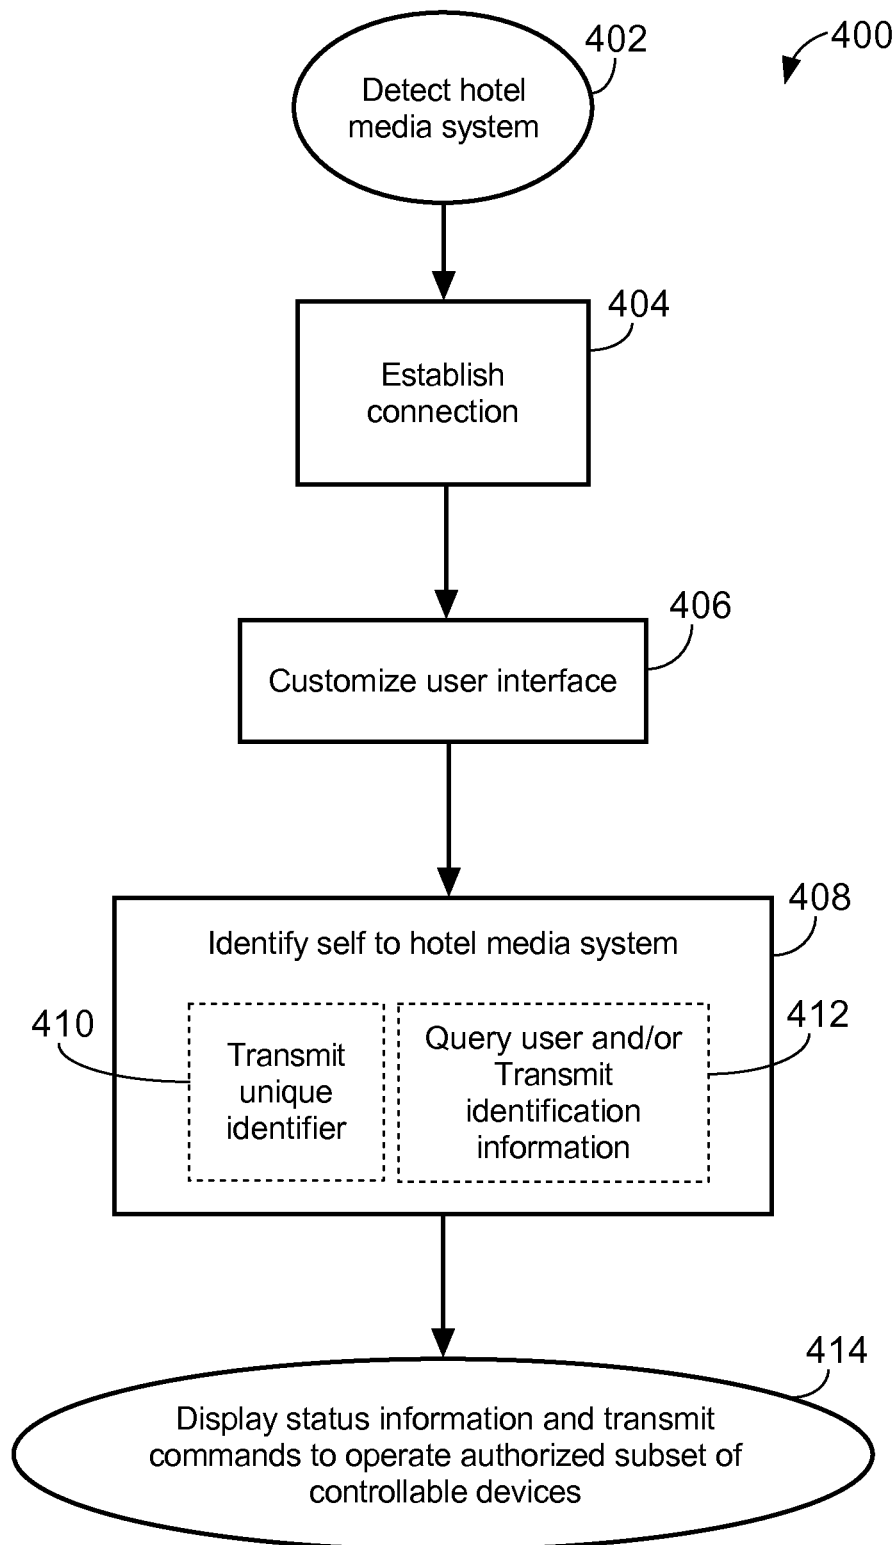 400
402
Detect hotel
media system
404
Establish
connection
406
Customize user interface
408
Identify self to hotel media system
410
Transmit
unique
identifier
412
Query user and/or
Transmit
identification
information
414
Display status information and transmit
commands to operate authorized subset of
controllable devices